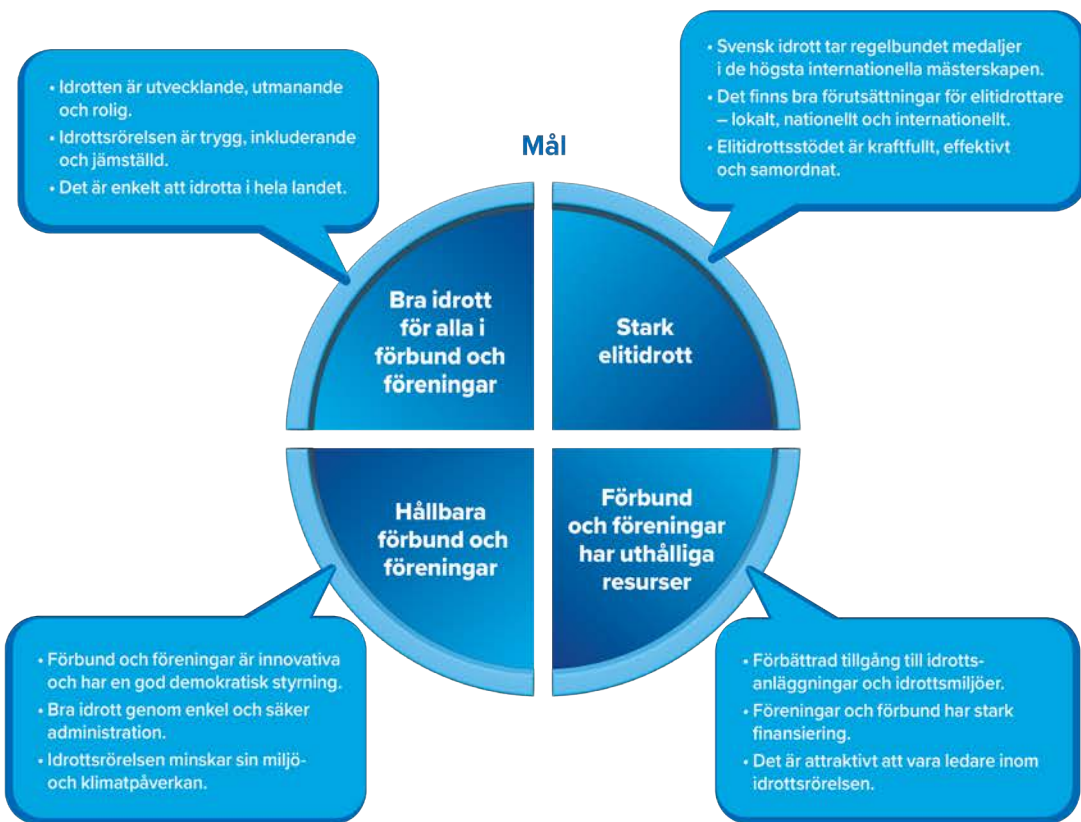 Mål
• Idrotten är utvecklande, utmanande
och rolig.
• Idrottsrörelsen är trygg, inkluderande
och jämställd.
• Det är enkelt att idrotta i hela landet.
• Svensk idrott tar regelbundet medaljer
i de högsta internationella mästerskapen.
• Det finns bra förutsättningar för elitidrottare
– lokalt, nationellt och internationellt.
• Elitidrottsstödet är kraftfullt, effektivt
och samordnat.
Bra idrott
för alla i
förbund och
föreningar
Stark
elitidrott
Hållbara
förbund och
föreningar
Förbund
och föreningar
har uthålliga
resurser
• Förbund och föreningar är innovativa
och har en god demokratisk styrning.
• Bra idrott genom enkel och säker
administration.
• Idrottsrörelsen minskar sin miljö-
och klimatpåverkan.
• Förbättrad tillgång till idrotts-
anläggningar och idrottsmiljöer.
• Föreningar och förbund har stark
finansiering.
• Det är attraktivt att vara ledare inom
idrottsrörelsen.